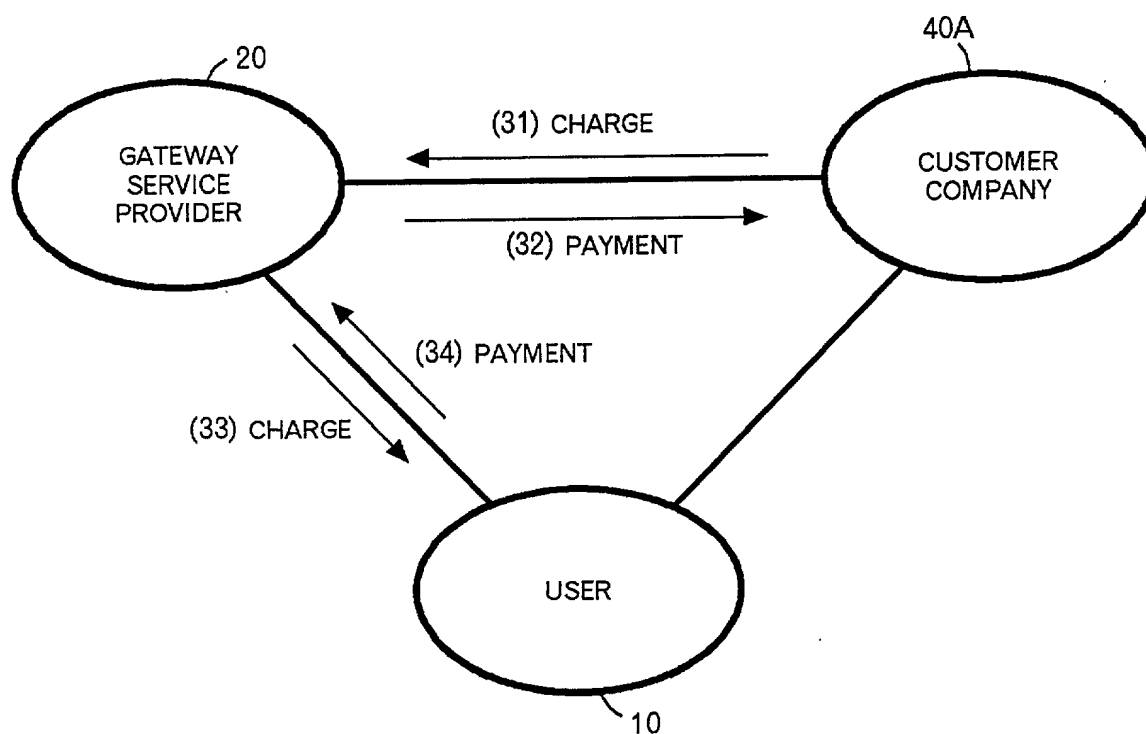 40A
20
(31) CHARGE
GATEWAY
SERVICE
PROVIDER
CUSTOMER
COMPANY
(32) PAYMENT
(34) PAYMENT
(33) CHARGE
USER
10